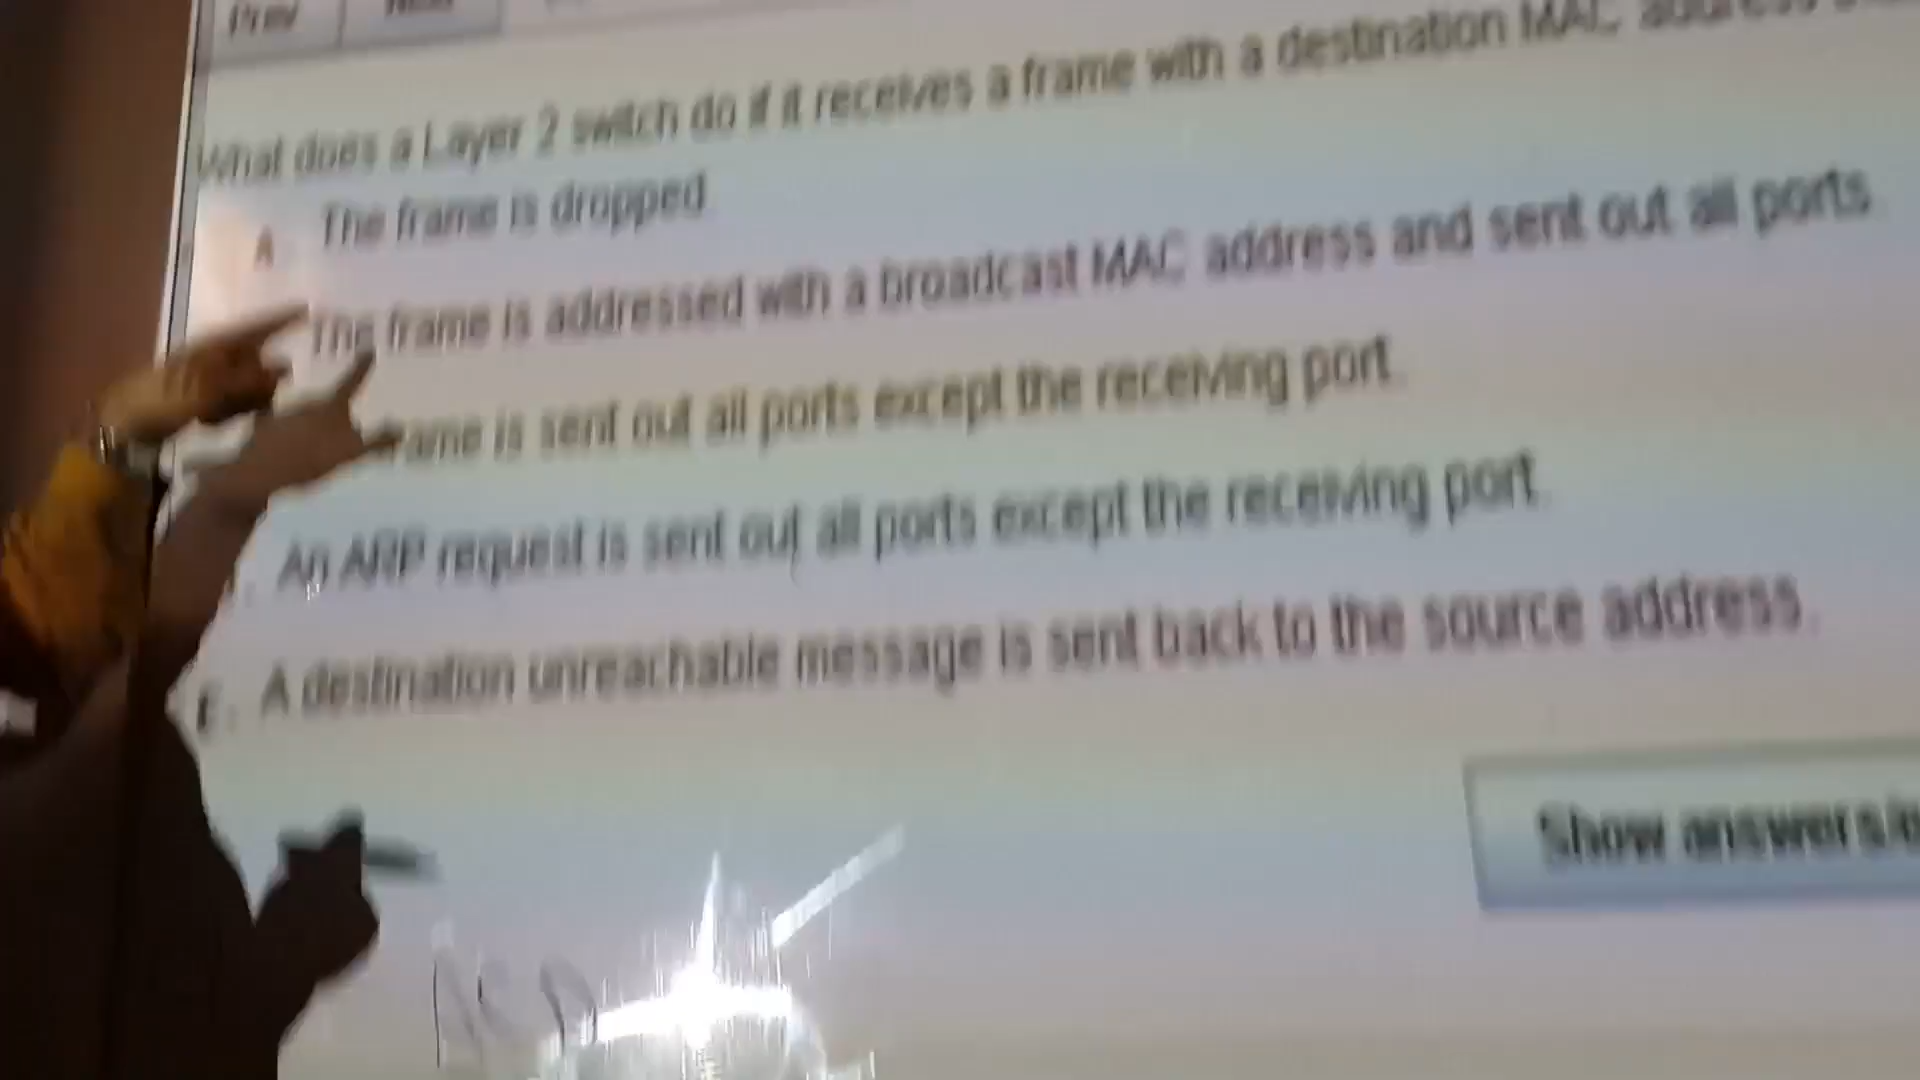 Prev Next
What does a Layer 2 switch do if it receives a frame with a destination MAC address
A. The frame is dropped.
The frame is addressed with a broadcast MAC address and sent out all ports.
frame is sent out all ports except the receiving port.
An ARP request is sent out all ports except the receiving port.
E. A destination unreachable message is sent back to the source address.
Show answers